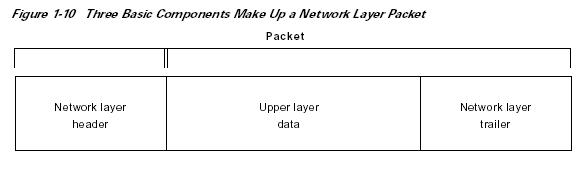 Figure 1-10 Three Basic Components Make Up a Network Layer Packet
Packet
Network layer
header
Upper layer
data
Network layer
trailer